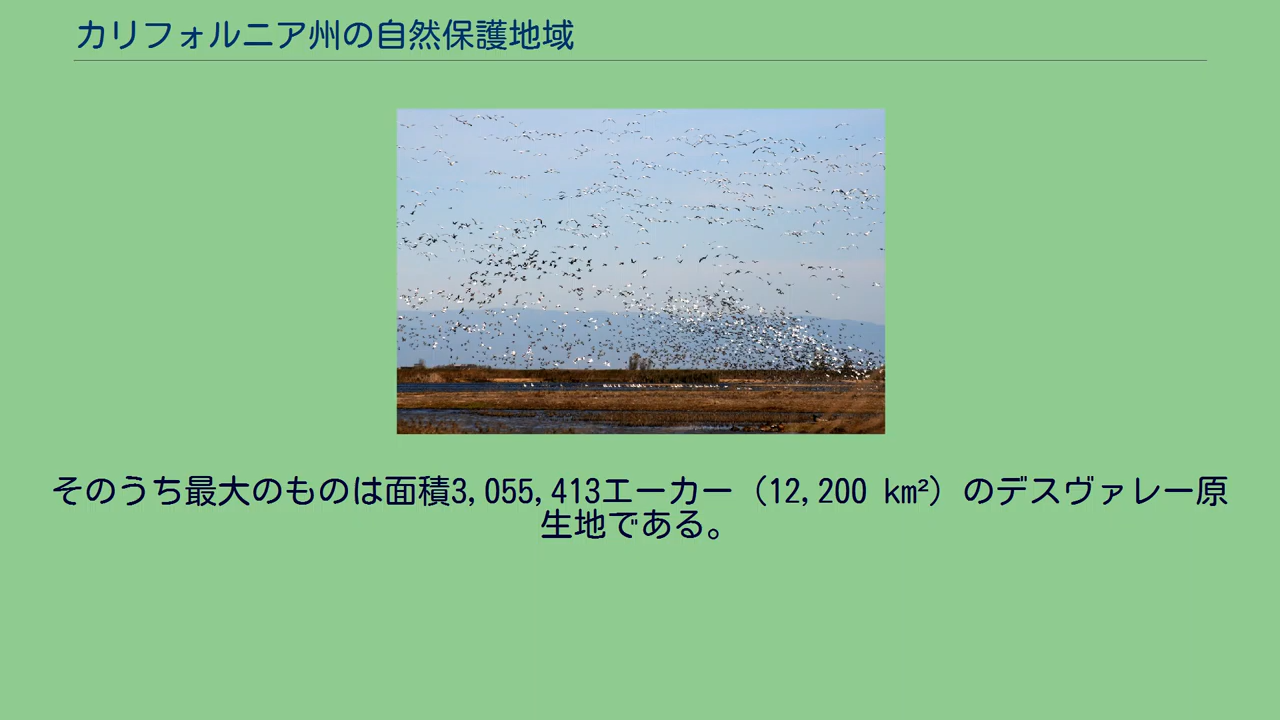 カリフォルニア州の自然保護地域
そのうち最大のものは面積3,055,413エーカー（12,200 km²）のデスヴァレー原
生地である。